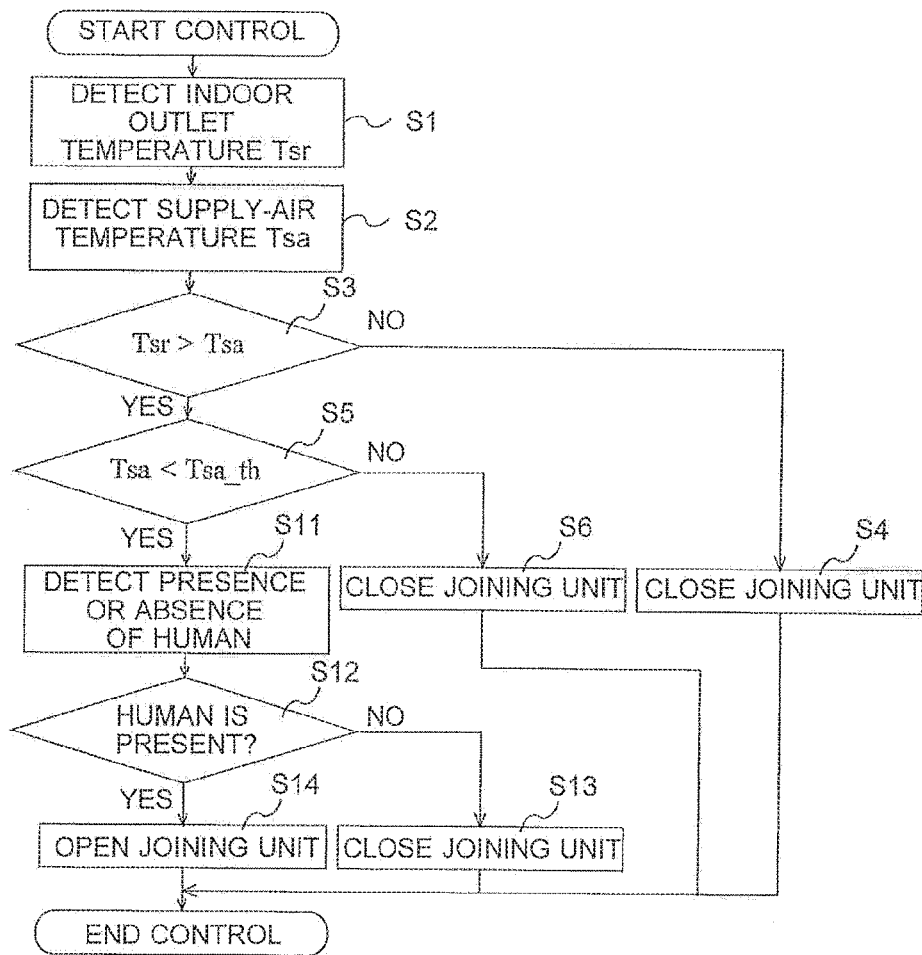 START CONTROL
DETECT INDOOR
OUTLET
TEMPERATURE Tsr
S1
DETECT SUPPLY-AIR
TEMPERATURE Tsa
S2
S3
Tsr > Tsa
NO
YES
S5
Tsa < Tsa_th
NO
YES
S11
DETECT PRESENCE
OR ABSENCE
OF HUMAN
S6
CLOSE JOINING UNIT
S4
CLOSE JOINING UNIT
S12
HUMAN IS
PRESENT?
NO
YES
S14
OPEN JOINING UNIT
S13
CLOSE JOINING UNIT
END CONTROL